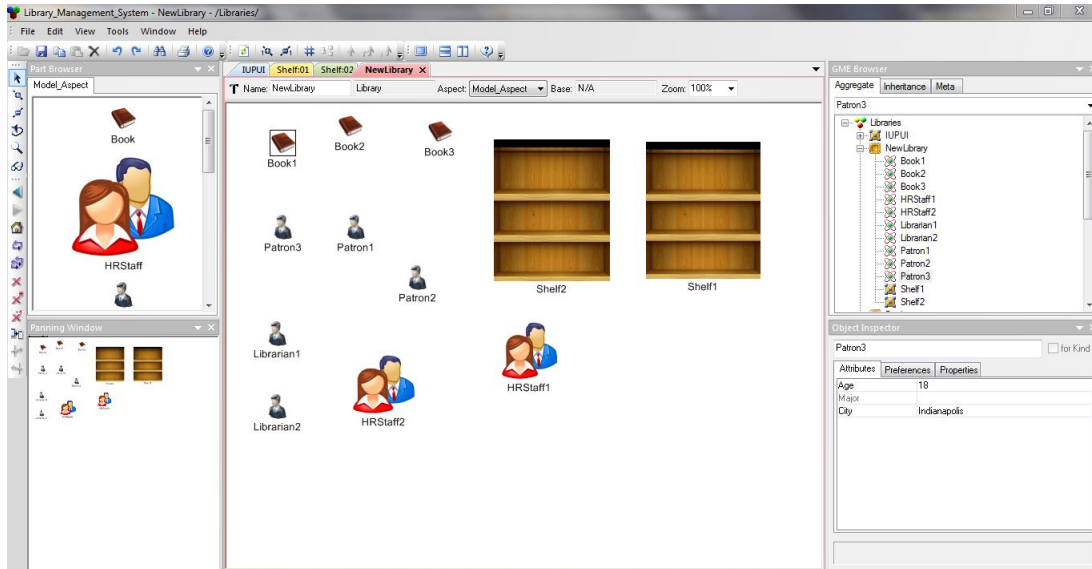 Library_Management_System - NewLibrary - /Libraries/
File Edit View Tools Window Help
Part Browser
Model_Aspect
Book
HRStaff
Panning Window
IUPUI Shelf:01 Shelf:02 NewLibrary X
Name: NewLibrary Library Aspect: Model_Aspect Base: N/A Zoom: 100%
Book1
Book2
Book3
Patron3
Patron1
Patron2
Shelf2
Shelf1
Librarian1
HRStaff1
Librarian2
HRStaff2
GME Browser
Aggregate Inheritance Meta
Patron3
Libraries
IUPUI
NewLibrary
Book1
Book2
Book3
HRStaff1
HRStaff2
Librarian1
Librarian2
Patron1
Patron2
Patron3
Shelf1
Shelf2
Object Inspector
Patron3 for Kind
Attributes Preferences Properties
Age 18
Major
City Indianapolis